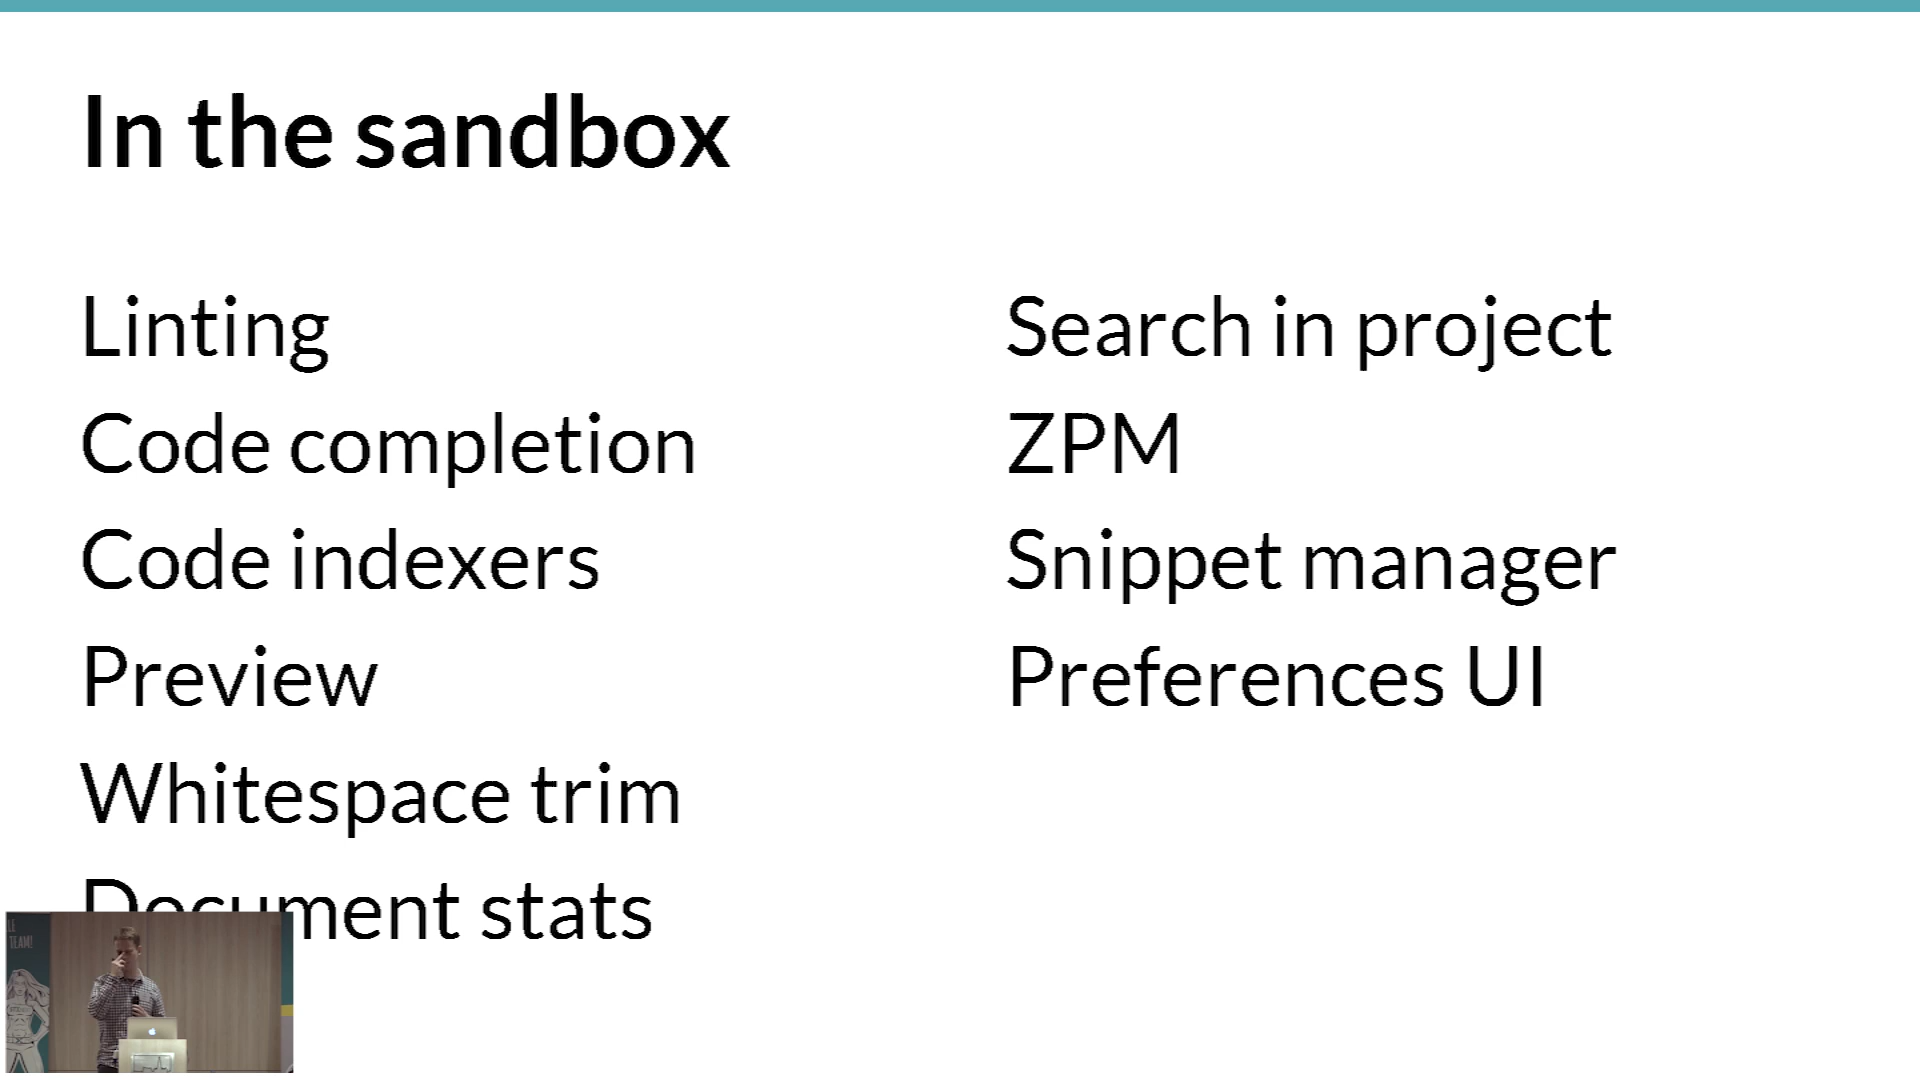 In the sandbox
Linting
Code completion
Code indexers
Preview
Whitespace trim
Document stats
Search in project
ZPM
Snippet manager
Preferences UI
TEAM!